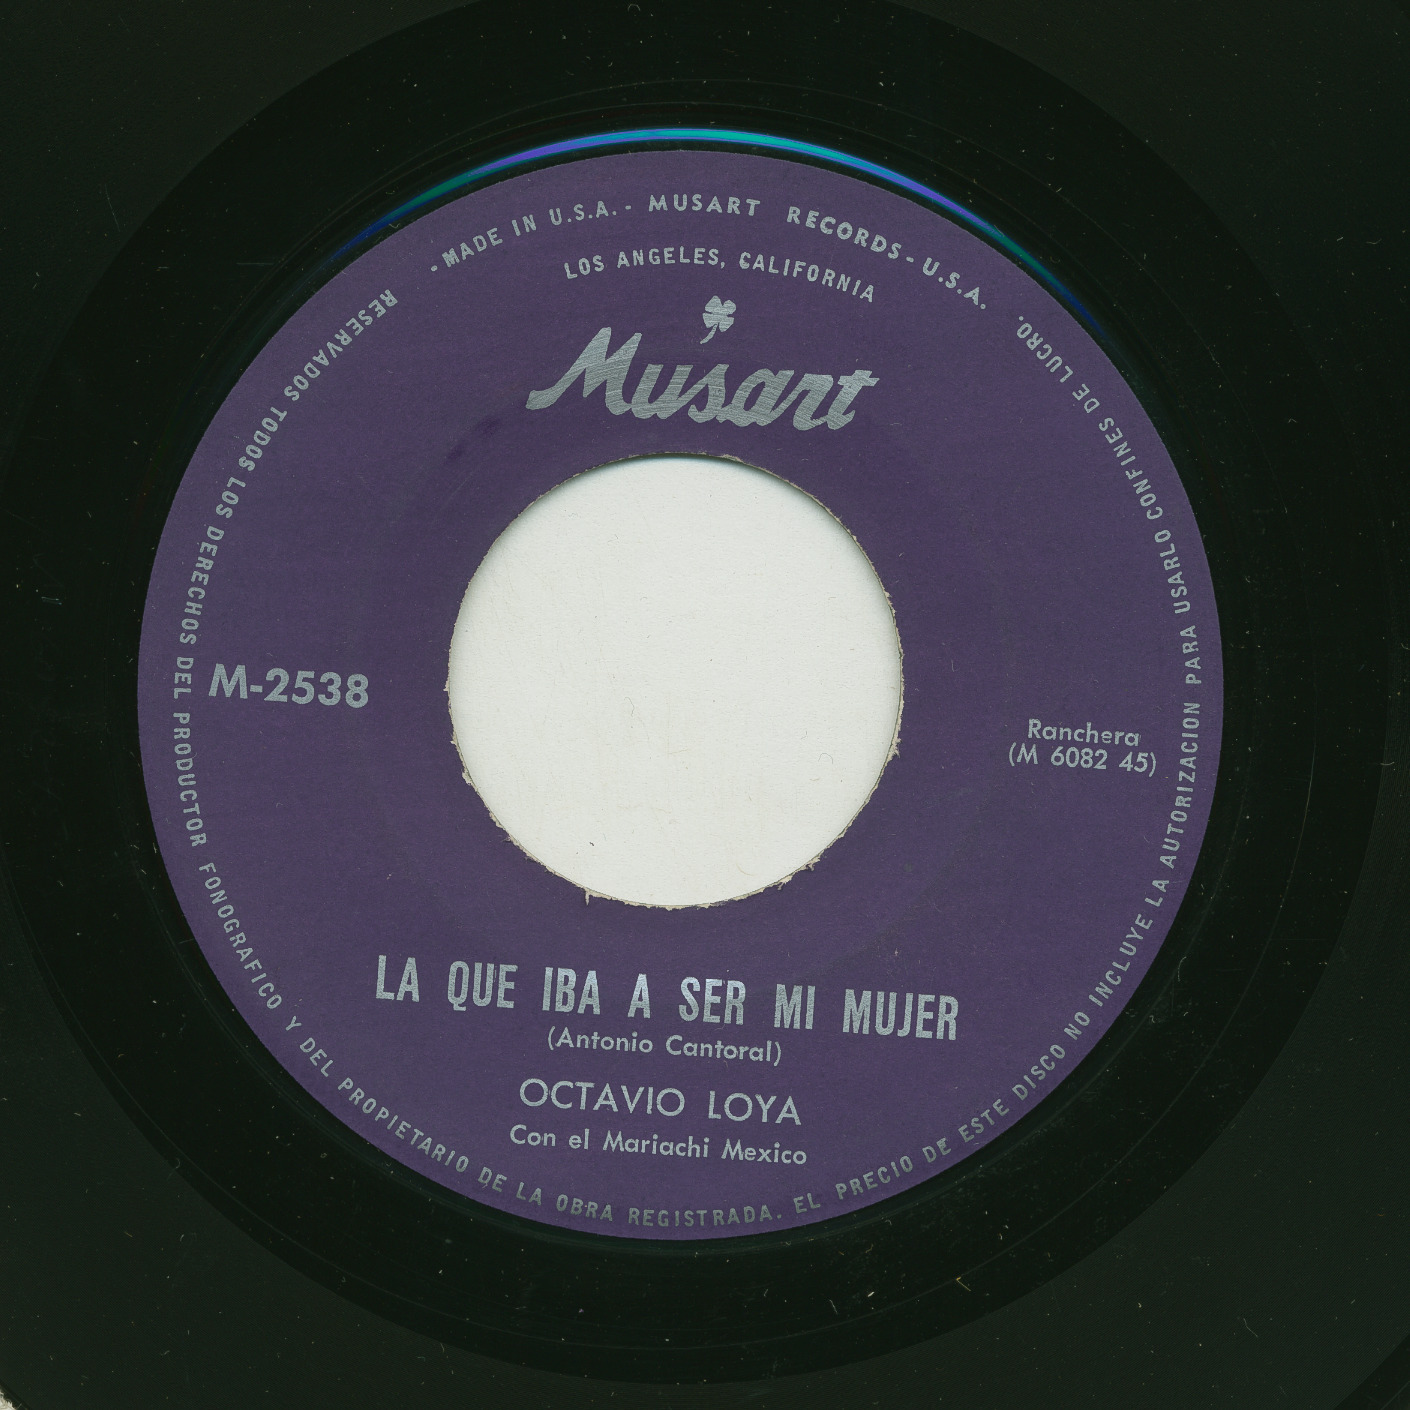 - MADE IN U.S.A. - MUSART RECORDS - U.S.A.
LOS ANGELES, CALIFORNIA
Musart
M-2538
Ranchera
(M 6082 45)
LA QUE IBA A SER MI MUJER
(Antonio Cantoral)
OCTAVIO LOYA
Con el Mariachi Mexico
RESERVADOS TODOS LOS DERECHOS DEL PRODUCTOR FONOGRAFICO Y DEL PROPIETARIO DE LA OBRA REGISTRADA. EL PRECIO DE ESTE DISCO NO INCLUYE LA AUTORIZACION PARA USARLO CONFINES DE LUCRO.